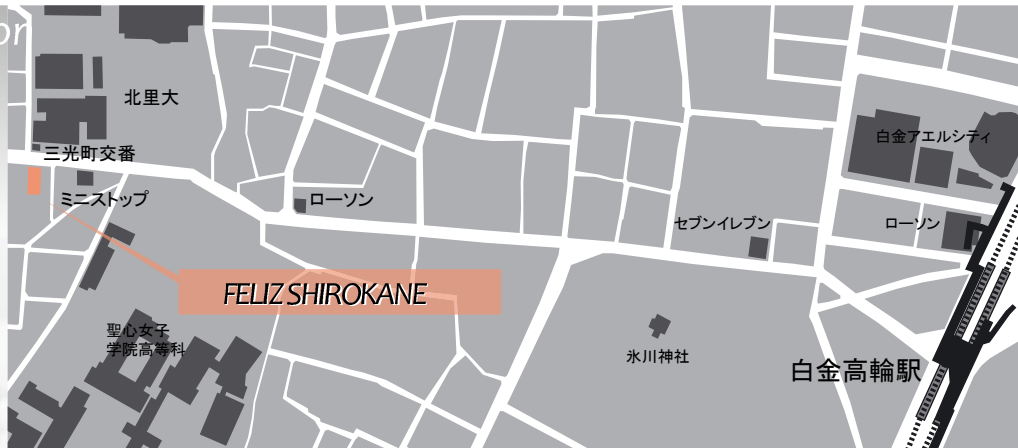 on
北里大
白金アエルシティ
三光町交番
ミニストップ
ローソン
セブンイレブン
ローソン
FELIZ SHIROKANE
聖心女子
学院高等科
氷川神社
白金高輪駅